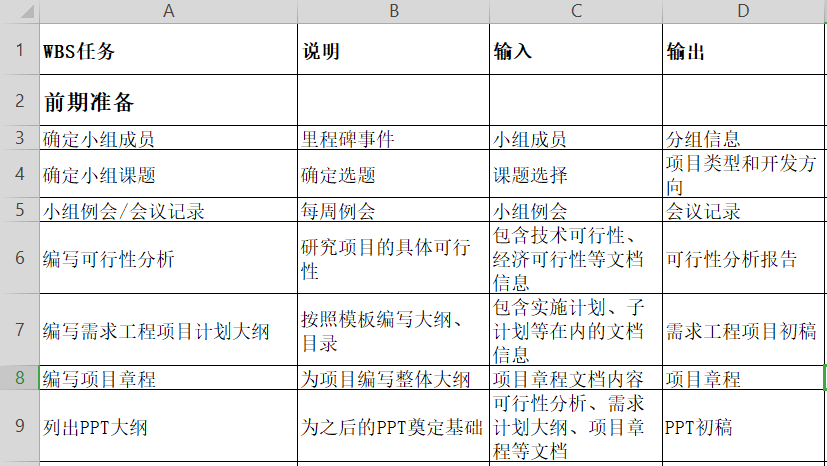 A B C D
1 WBS任务 说明 输入 输出
2 前期准备
3 确定小组成员 里程碑事件 小组成员 分组信息
4 确定小组课题 确定选题 课题选择 项目类型和开发方
向
5 小组例会/会议记录 每周例会 小组例会 会议记录
6 编写可行性分析 研究项目的具体可行
性
包含技术可行性、
经济可行性等文档
信息
可行性分析报告
7 编写需求工程项目计划大纲 按照模板编写大纲、
目录
包含实施计划、子
计划等在内的文档
信息
需求工程项目初稿
8 编写项目章程 为项目编写整体大纲 项目章程文档内容 项目章程
9 列出PPT大纲 为之后的PPT奠定基础 可行性分析、需求
计划大纲、项目章
程等文档
PPT初稿